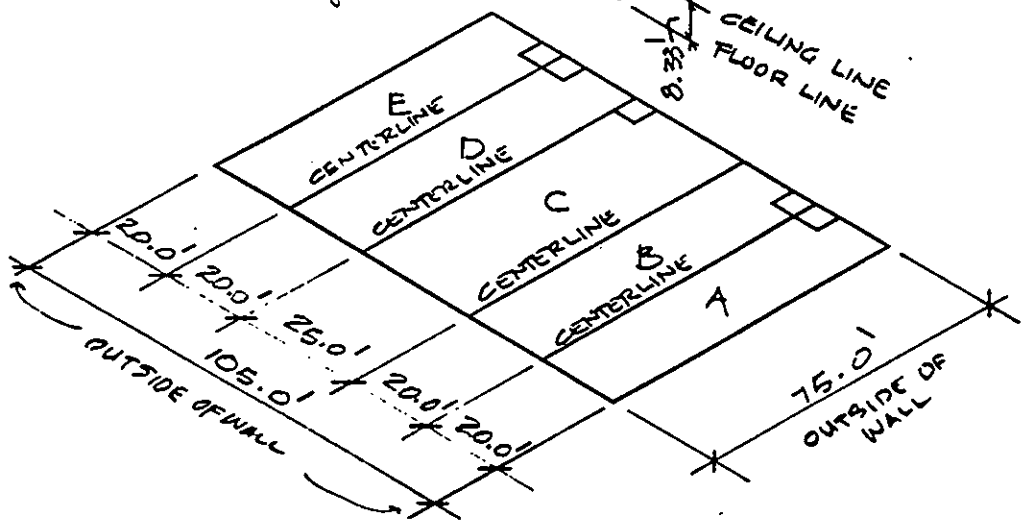 CEILING LINE
FLOOR LINE
8.33'
E
CENTERLINE
D
CENTERLINE
C
CENTERLINE
B
CENTERLINE
A
20.0'
20.0'
25.0'
20.0'
20.0'
105.0'
OUTSIDE OF WALL
75.0'
OUTSIDE OF
WALL